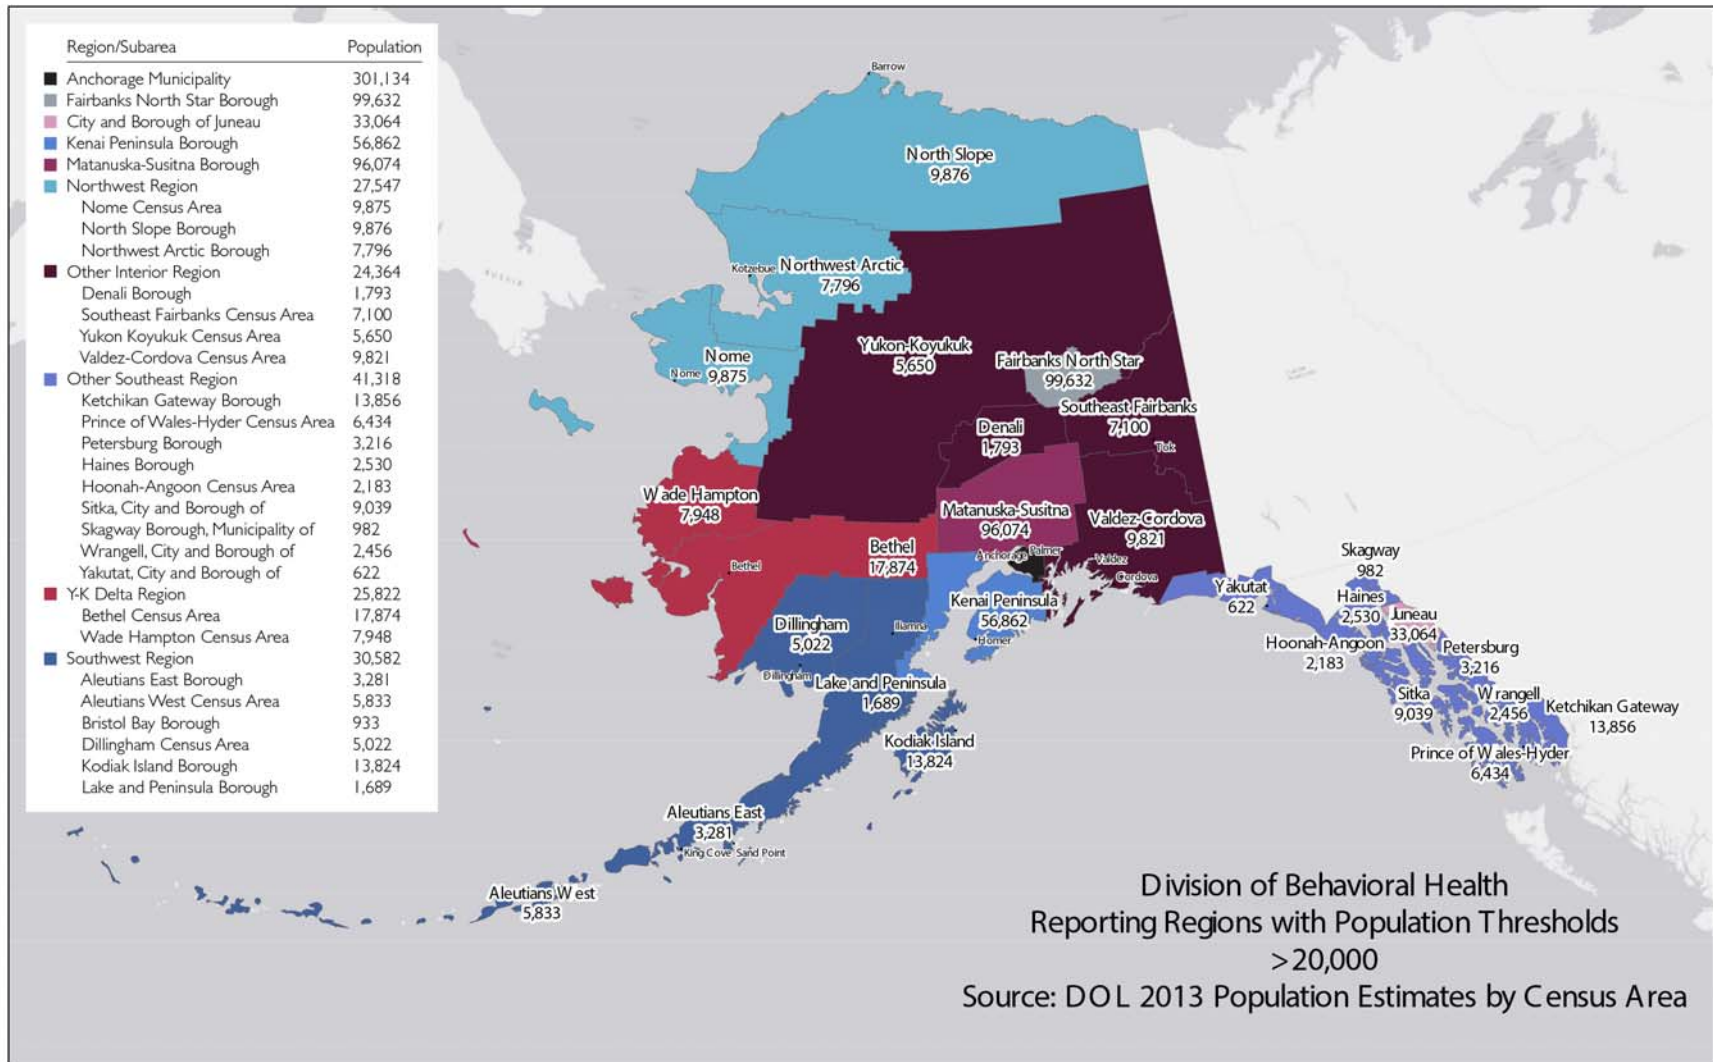 Region/Subarea Population
Anchorage Municipality 301,134
Fairbanks North Star Borough 99,632
City and Borough of Juneau 33,064
Kenai Peninsula Borough 56,862
Matanuska-Susitna Borough 96,074
Northwest Region 27,547
Nome Census Area 9,875
North Slope Borough 9,876
Northwest Arctic Borough 7,796
Other Interior Region 24,364
Denali Borough 1,793
Southeast Fairbanks Census Area 7,100
Yukon Koyukuk Census Area 5,650
Valdez-Cordova Census Area 9,821
Other Southeast Region 41,318
Ketchikan Gateway Borough 13,856
Prince of Wales-Hyder Census Area 6,434
Petersburg Borough 3,216
Haines Borough 2,530
Hoonah-Angoon Census Area 2,183
Sitka, City and Borough of 9,039
Skagway Borough, Municipality of 982
Wrangell, City and Borough of 2,456
Yakutat, City and Borough of 622
Y-K Delta Region 25,822
Bethel Census Area 17,874
Wade Hampton Census Area 7,948
Southwest Region 30,582
Aleutians East Borough 3,281
Aleutians West Census Area 5,833
Bristol Bay Borough 933
Dillingham Census Area 5,022
Kodiak Island Borough 13,824
Lake and Peninsula Borough 1,689
Barrow
North Slope
9,876
Kotzebue
Northwest Arctic
7,796
Nome
9,875
Nome
Yukon-Koyukuk
5,650
Fairbanks North Star
99,632
Southeast Fairbanks
7,100
Denali
1,793
Tok
Wade Hampton
7,948
Matanuska-Susitna
96,074
Valdez-Cordova
9,821
Bethel
17,874
Bethel
Anchorage
Palmer
Valdez
Cordova
Kenai Peninsula
56,862
Homer
Dillingham
5,022
Iliamna
Dillingham
Lake and Peninsula
1,689
Kodiak Island
13,824
Aleutians East
3,281
King Cove
Sand Point
Aleutians West
5,833
Skagway
982
Yakutat
622
Haines
2,530
Juneau
33,064
Hoonah-Angoon
2,183
Petersburg
3,216
Sitka
9,039
Wrangell
2,456
Ketchikan Gateway
13,856
Prince of Wales-Hyder
6,434
Division of Behavioral Health
Reporting Regions with Population Thresholds
>20,000
Source: DOL 2013 Population Estimates by Census Area